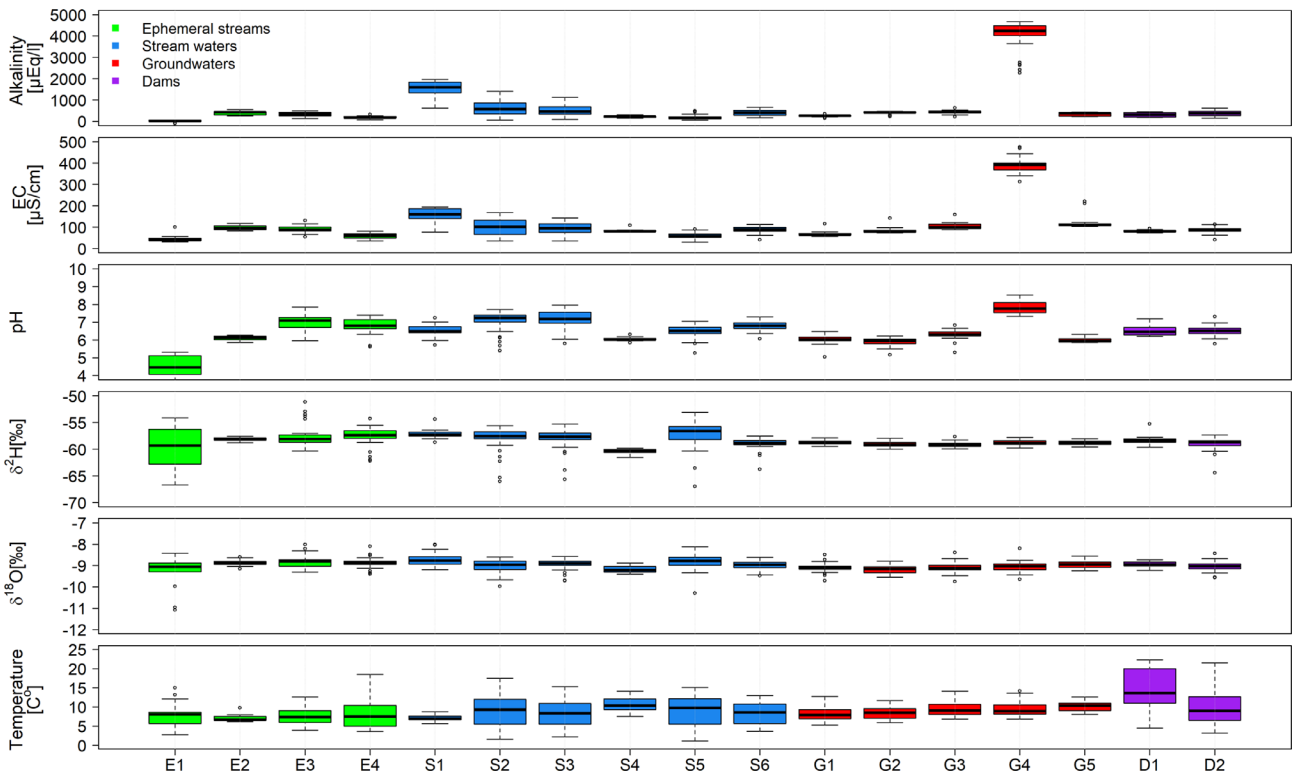 Alkinity
[µEq/l]
5000
4000
3000
2000
1000
0
Ephemeral streams
Stream waters
Groundwaters
Dams
EC
[µS/cm]
500
400
300
200
100
0
pH
10
9
8
7
6
5
4
δ²H[‰]
-50
-55
-60
-65
-70
δ¹⁸O[‰]
-7
-8
-9
-10
-11
-12
Temperature
[C°]
25
20
15
10
5
0
E1 E2 E3 E4 S1 S2 S3 S4 S5 S6 G1 G2 G3 G4 G5 D1 D2